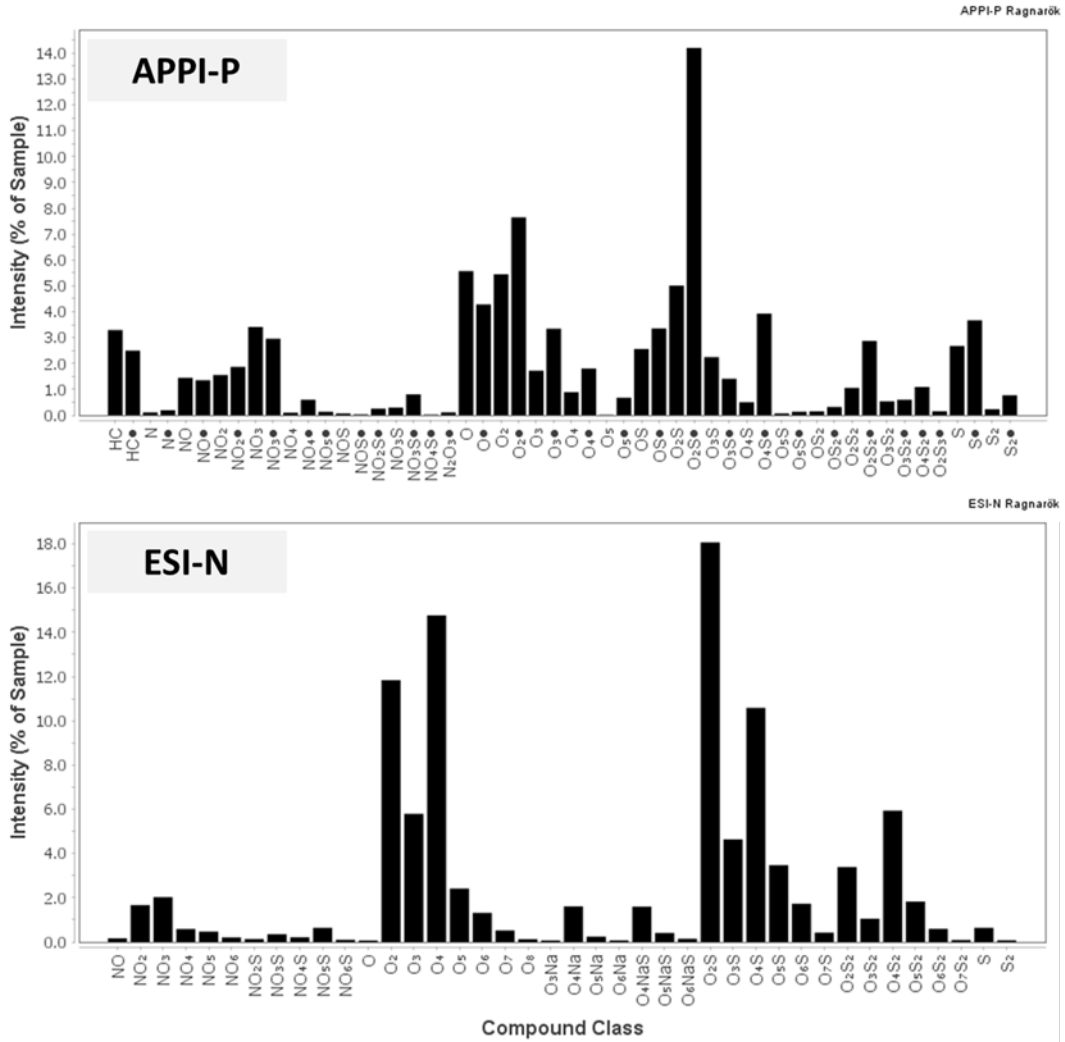 APPI-P Ragnarök
APPI-P
Intensity (% of Sample)
14.0
13.0
12.0
11.0
10.0
9.0
8.0
7.0
6.0
5.0
4.0
3.0
2.0
1.0
0.0
HC HC● N N● NO NO● NO₂ NO₂● NO₃ NO₃● NO₄ NO₄● NO₅● NOS NOS● NO₂S● NO₃S NO₃S● NO₄S● N₂O₃● O O● O₂ O₂● O₃ O₃● O₄ O₄● O₅ O₅● OS OS● O₂S O₂S● O₃S O₃S● O₄S O₄S● O₅S O₅S● OS₂ OS₂● O₂S₂ O₂S₂● O₃S₂ O₃S₂● O₄S₂● O₂S₃● S S● S₂ S₂●
ESI-N Ragnarök
ESI-N
Intensity (% of Sample)
18.0
16.0
14.0
12.0
10.0
8.0
6.0
4.0
2.0
0.0
NO NO₂ NO₃ NO₄ NO₅ NO₆ NO₂S NO₃S NO₄S NO₅S NO₆S O O₂ O₃ O₄ O₅ O₆ O₇ O₈ O₃Na O₄Na O₅Na O₆Na O₄NaS O₅NaS O₆NaS O₂S O₃S O₄S O₅S O₆S O₇S O₂S₂ O₃S₂ O₄S₂ O₅S₂ O₆S₂ O₇S₂ S S₂
Compound Class